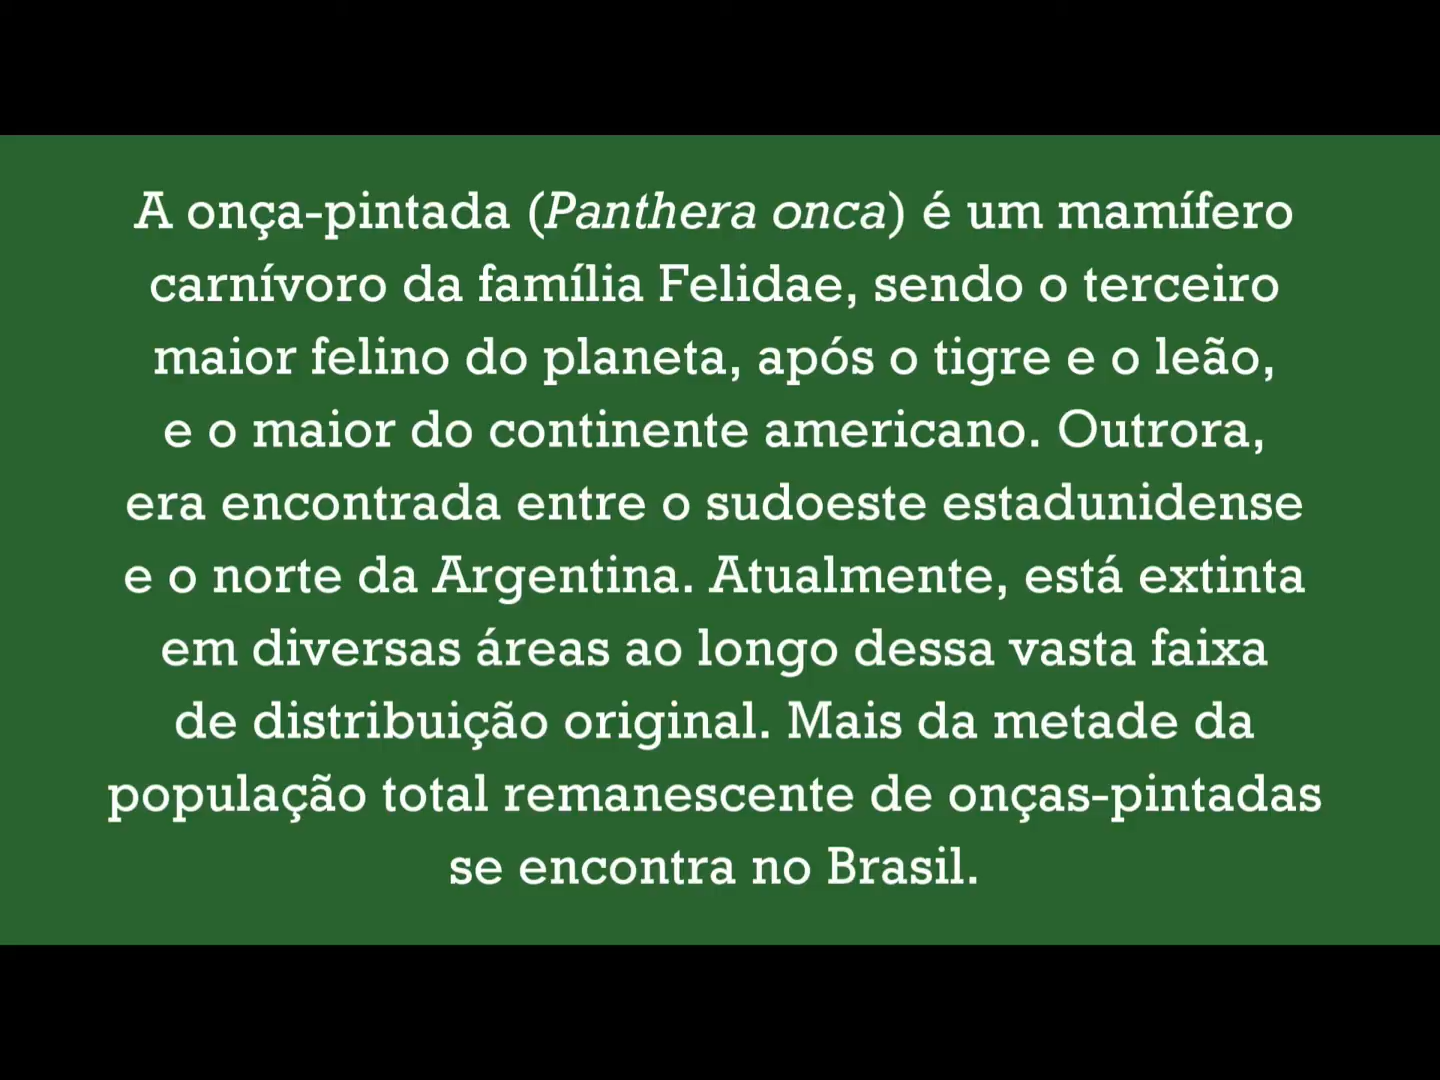 A onça-pintada (Panthera onca) é um mamífero
carnívoro da família Felidae, sendo o terceiro
maior felino do planeta, após o tigre e o leão,
e o maior do continente americano. Outrora,
era encontrada entre o sudoeste estadunidense
e o norte da Argentina. Atualmente, está extinta
em diversas áreas ao longo dessa vasta faixa
de distribuição original. Mais da metade da
população total remanescente de onças-pintadas
se encontra no Brasil.